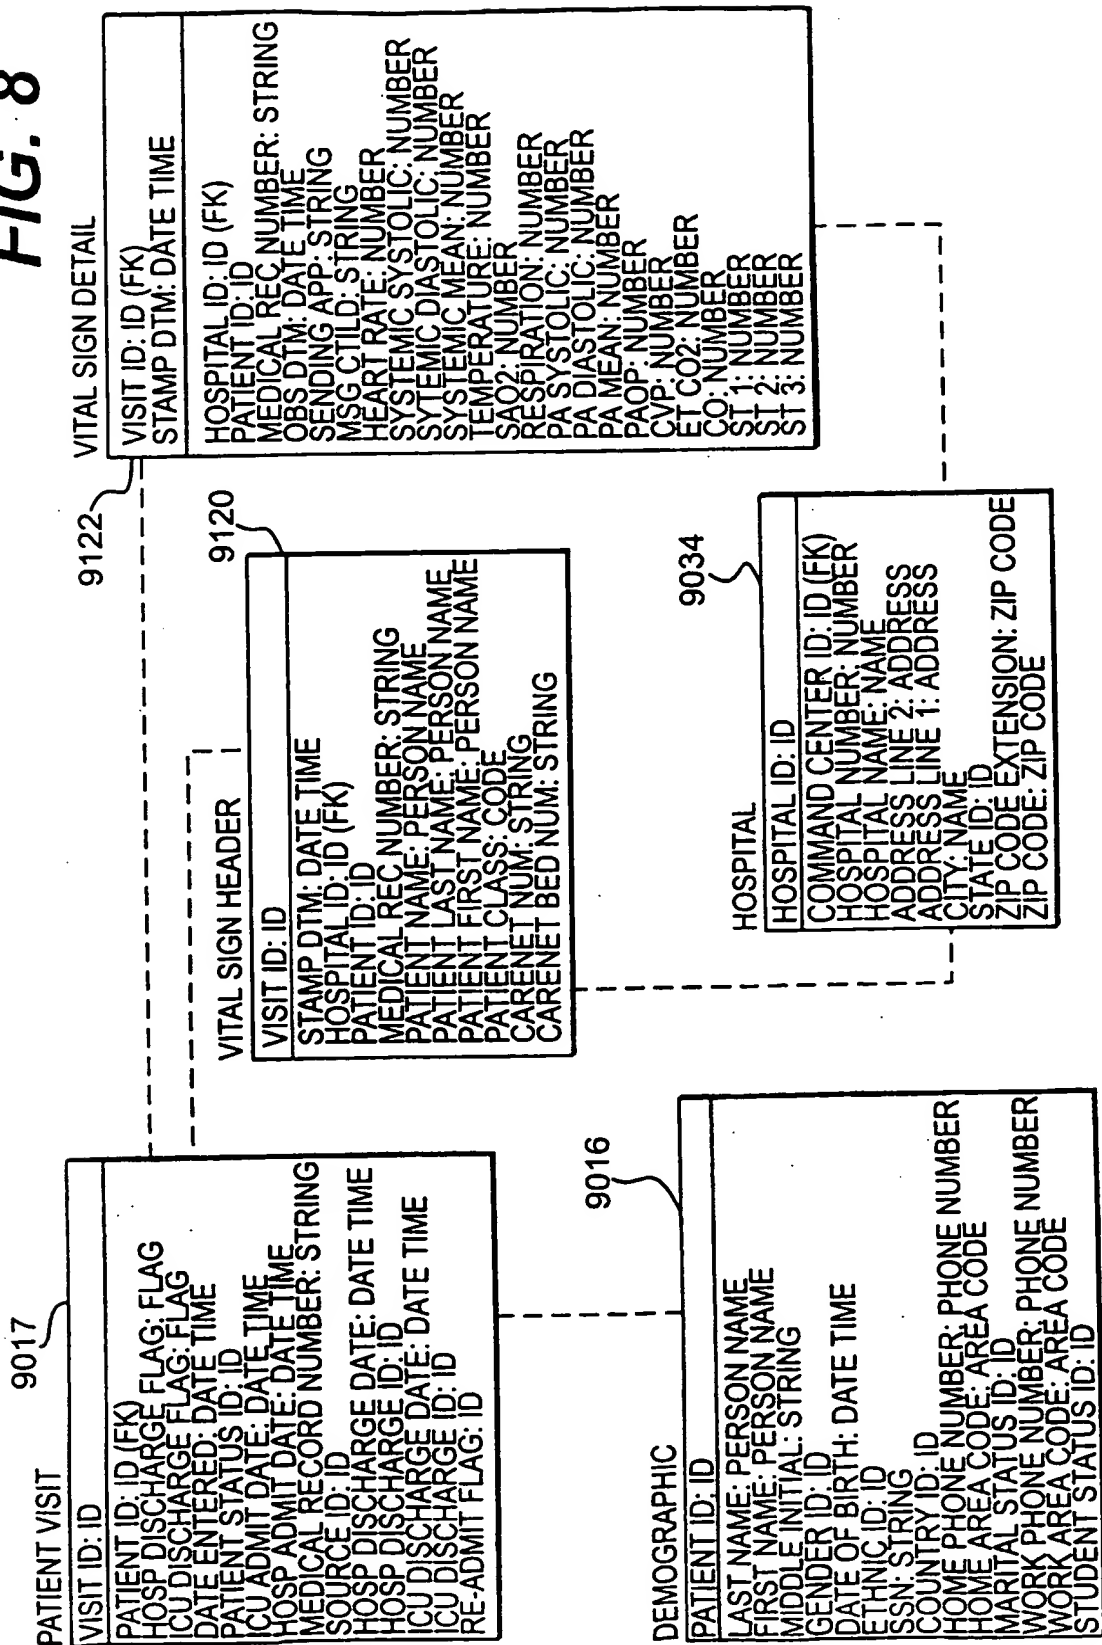 FIG. 8
PATIENT VISIT
9017
VISIT ID: ID
PATIENT ID: ID (FK)
HOSP DISCHARGE FLAG: FLAG
ICU DISCHARGE FLAG: FLAG
DATE ENTERED: DATE TIME
PATIENT STATUS ID: ID
ICU ADMIT DATE: DATE TIME
HOSP ADMIT DATE: DATE TIME
MEDICAL RECORD NUMBER: STRING
SOURCE ID: ID
HOSP DISCHARGE DATE: DATE TIME
HOSP DISCHARGE ID: ID
ICU DISCHARGE DATE: DATE TIME
ICU DISCHARGE ID: ID
RE-ADMIT FLAG: ID
VITAL SIGN HEADER
9120
VISIT ID: ID
STAMP DTM: DATE TIME
HOSPITAL ID: ID (FK)
PATIENT ID: ID
MEDICAL REC NUMBER: STRING
PATIENT NAME: PERSON NAME
PATIENT LAST NAME: PERSON NAME
PATIENT FIRST NAME: PERSON NAME
PATIENT CLASS: CODE
CARENET NUM: STRING
CARENET BED NUM: STRING
VITAL SIGN DETAIL
9122
VISIT ID: ID (FK)
STAMP DTM: DATE TIME
HOSPITAL ID: ID (FK)
PATIENT ID: ID
MEDICAL REC NUMBER: STRING
OBS DTM: DATE TIME
SENDING APP: STRING
MSG CTILD: STRING
HEART RATE: NUMBER
SYSTEMIC SYSTOLIC: NUMBER
SYTEMIC DIASTOLIC: NUMBER
SYSTEMIC MEAN: NUMBER
TEMPERATURE: NUMBER
SAO2: NUMBER
RESPIRATION: NUMBER
PA SYSTOLIC: NUMBER
PA DIASTOLIC: NUMBER
PA MEAN: NUMBER
PAOP: NUMBER
CVP: NUMBER
ET CO2: NUMBER
CO: NUMBER
ST 1: NUMBER
ST 2: NUMBER
ST 3: NUMBER
DEMOGRAPHIC
9016
PATIENT ID: ID
LAST NAME: PERSON NAME
FIRST NAME: PERSON NAME
MIDDLE INITIAL: STRING
GENDER ID: ID
DATE OF BIRTH: DATE TIME
ETHNIC ID: ID
SSN: STRING
COUNTRY ID: ID
HOME PHONE NUMBER: PHONE NUMBER
HOME AREA CODE: AREA CODE
MARITAL STATUS ID: ID
WORK PHONE NUMBER: PHONE NUMBER
WORK AREA CODE: AREA CODE
STUDENT STATUS ID: ID
HOSPITAL
9034
HOSPITAL ID: ID
COMMAND CENTER ID: ID (FK)
HOSPITAL NUMBER: NUMBER
HOSPITAL NAME: NAME
ADDRESS LINE 2: ADDRESS
ADDRESS LINE 1: ADDRESS
CITY: NAME
STATE ID: ID
ZIP CODE EXTENSION: ZIP CODE
ZIP CODE: ZIP CODE